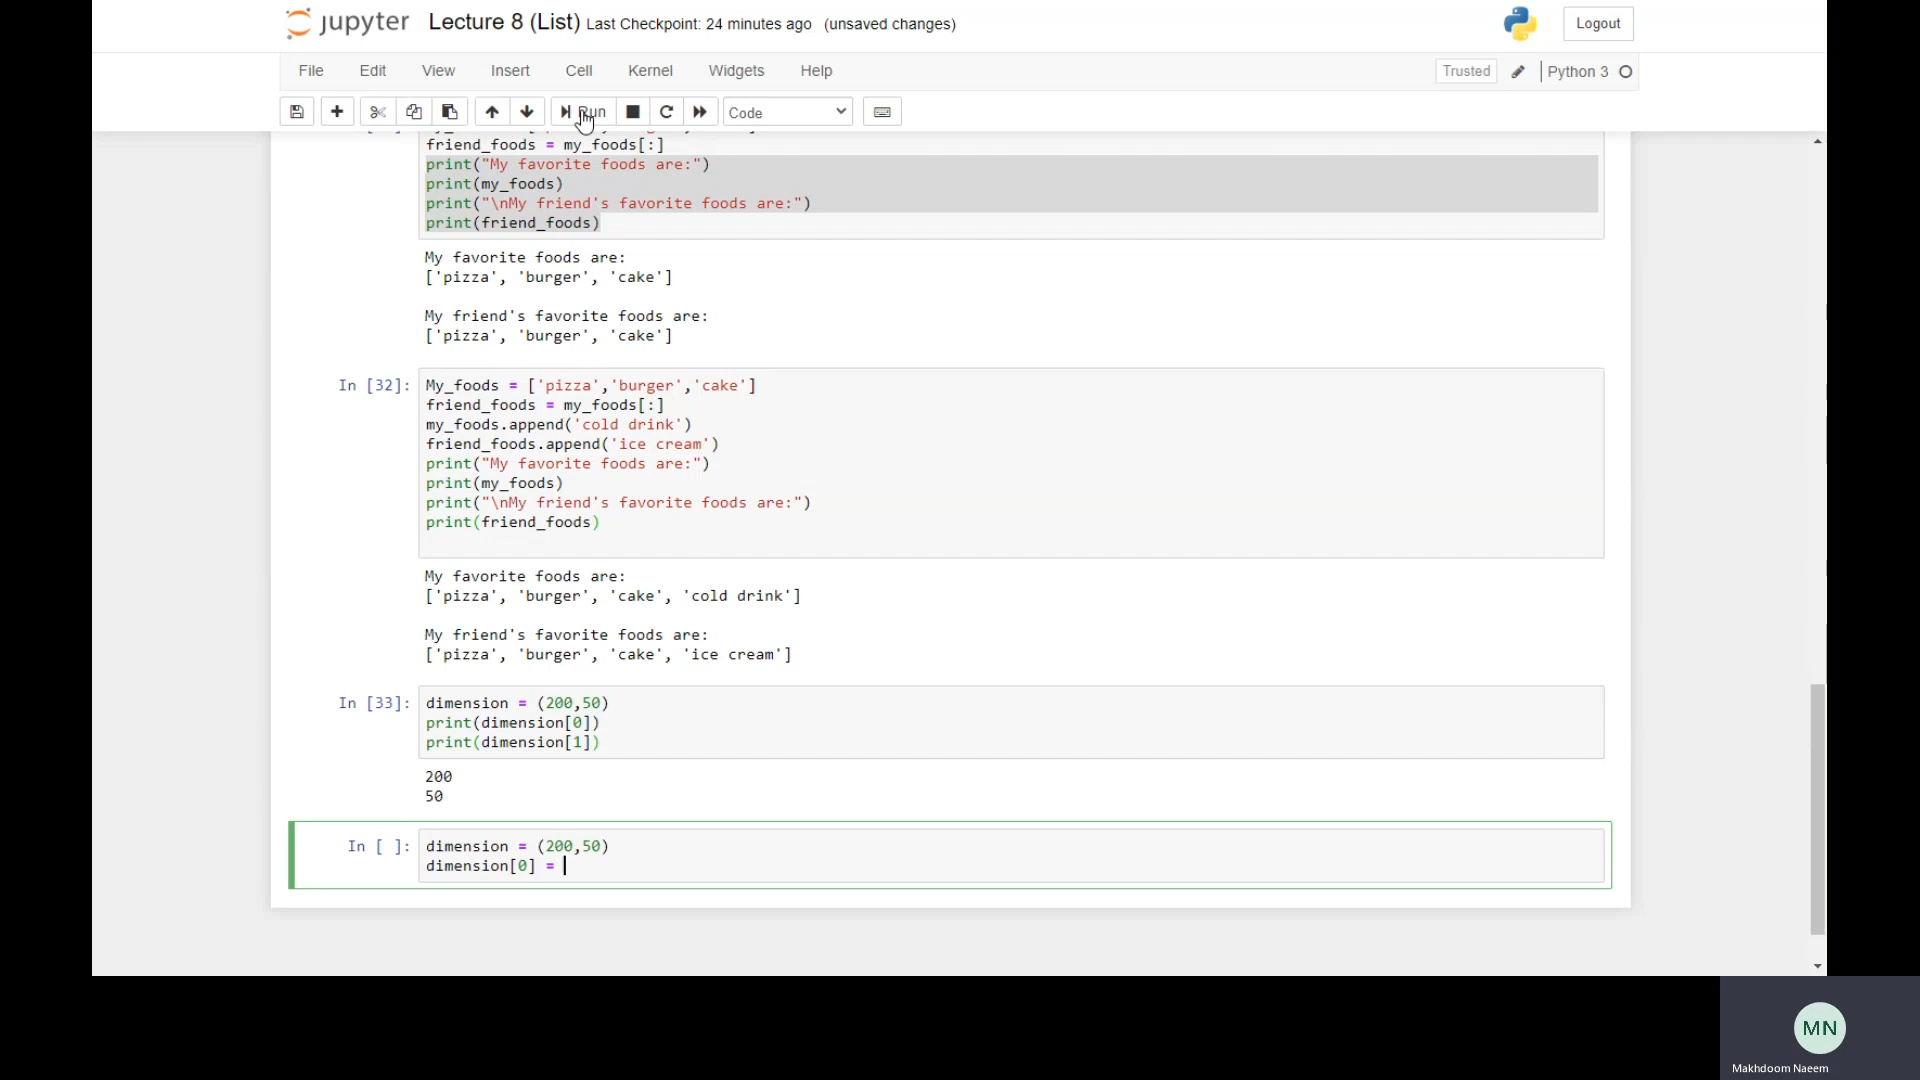 jupyter Lecture 8 (List) Last Checkpoint: 24 minutes ago (unsaved changes) Logout
File Edit View Insert Cell Kernel Widgets Help Trusted Python 3
Run Code
friend_foods = my_foods[:]
print("My favorite foods are:")
print(my_foods)
print("\nMy friend's favorite foods are:")
print(friend_foods)
My favorite foods are:
['pizza', 'burger', 'cake']
My friend's favorite foods are:
['pizza', 'burger', 'cake']
In [32]: My_foods = ['pizza','burger','cake']
friend_foods = my_foods[:]
my_foods.append('cold drink')
friend_foods.append('ice cream')
print("My favorite foods are:")
print(my_foods)
print("\nMy friend's favorite foods are:")
print(friend_foods)
My favorite foods are:
['pizza', 'burger', 'cake', 'cold drink']
My friend's favorite foods are:
['pizza', 'burger', 'cake', 'ice cream']
In [33]: dimension = (200,50)
print(dimension[0])
print(dimension[1])
200
50
In [ ]: dimension = (200,50)
dimension[0] =
MN
Makhdoom Naeem